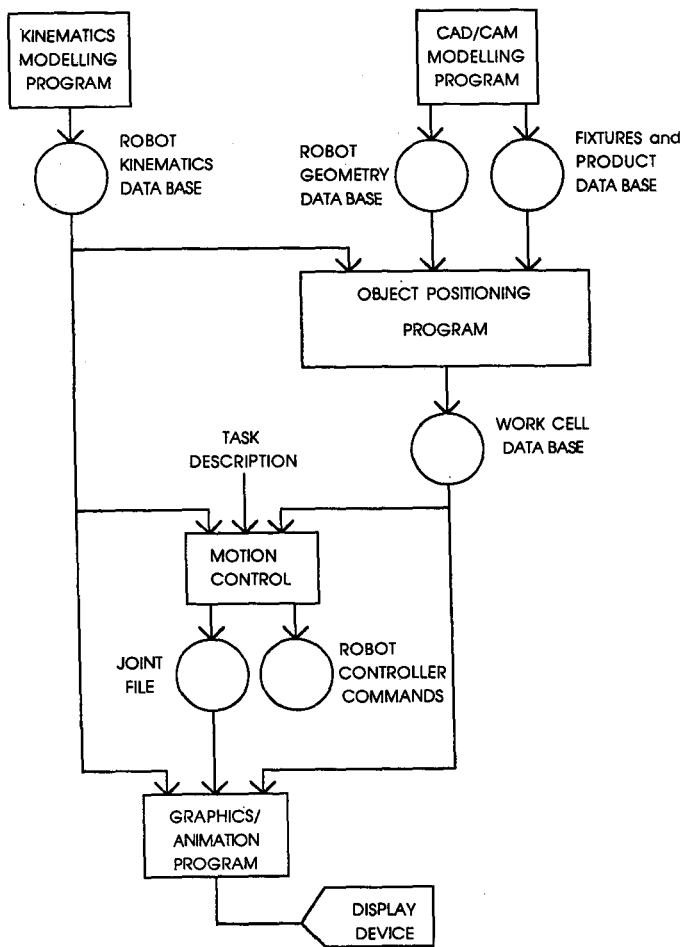 KINEMATICS
MODELLING
PROGRAM
CAD/CAM
MODELLING
PROGRAM
ROBOT
KINEMATICS
DATA BASE
ROBOT
GEOMETRY
DATA BASE
FIXTURES and
PRODUCT
DATA BASE
OBJECT POSITIONING
PROGRAM
WORK CELL
DATA BASE
TASK
DESCRIPTION
MOTION
CONTROL
JOINT
FILE
ROBOT
CONTROLLER
COMMANDS
GRAPHICS/
ANIMATION
PROGRAM
DISPLAY
DEVICE